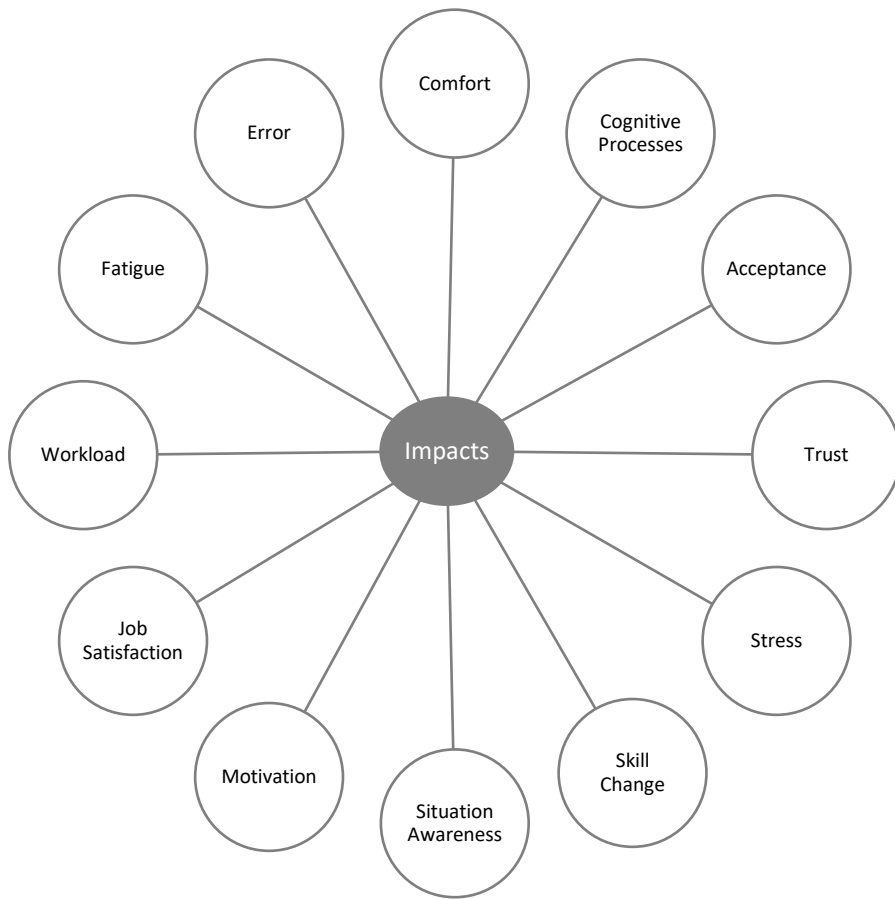 Comfort
Cognitive
Processes
Error
Acceptance
Fatigue
Impacts
Workload
Trust
Job
Satisfaction
Stress
Skill
Change
Motivation
Situation
Awareness